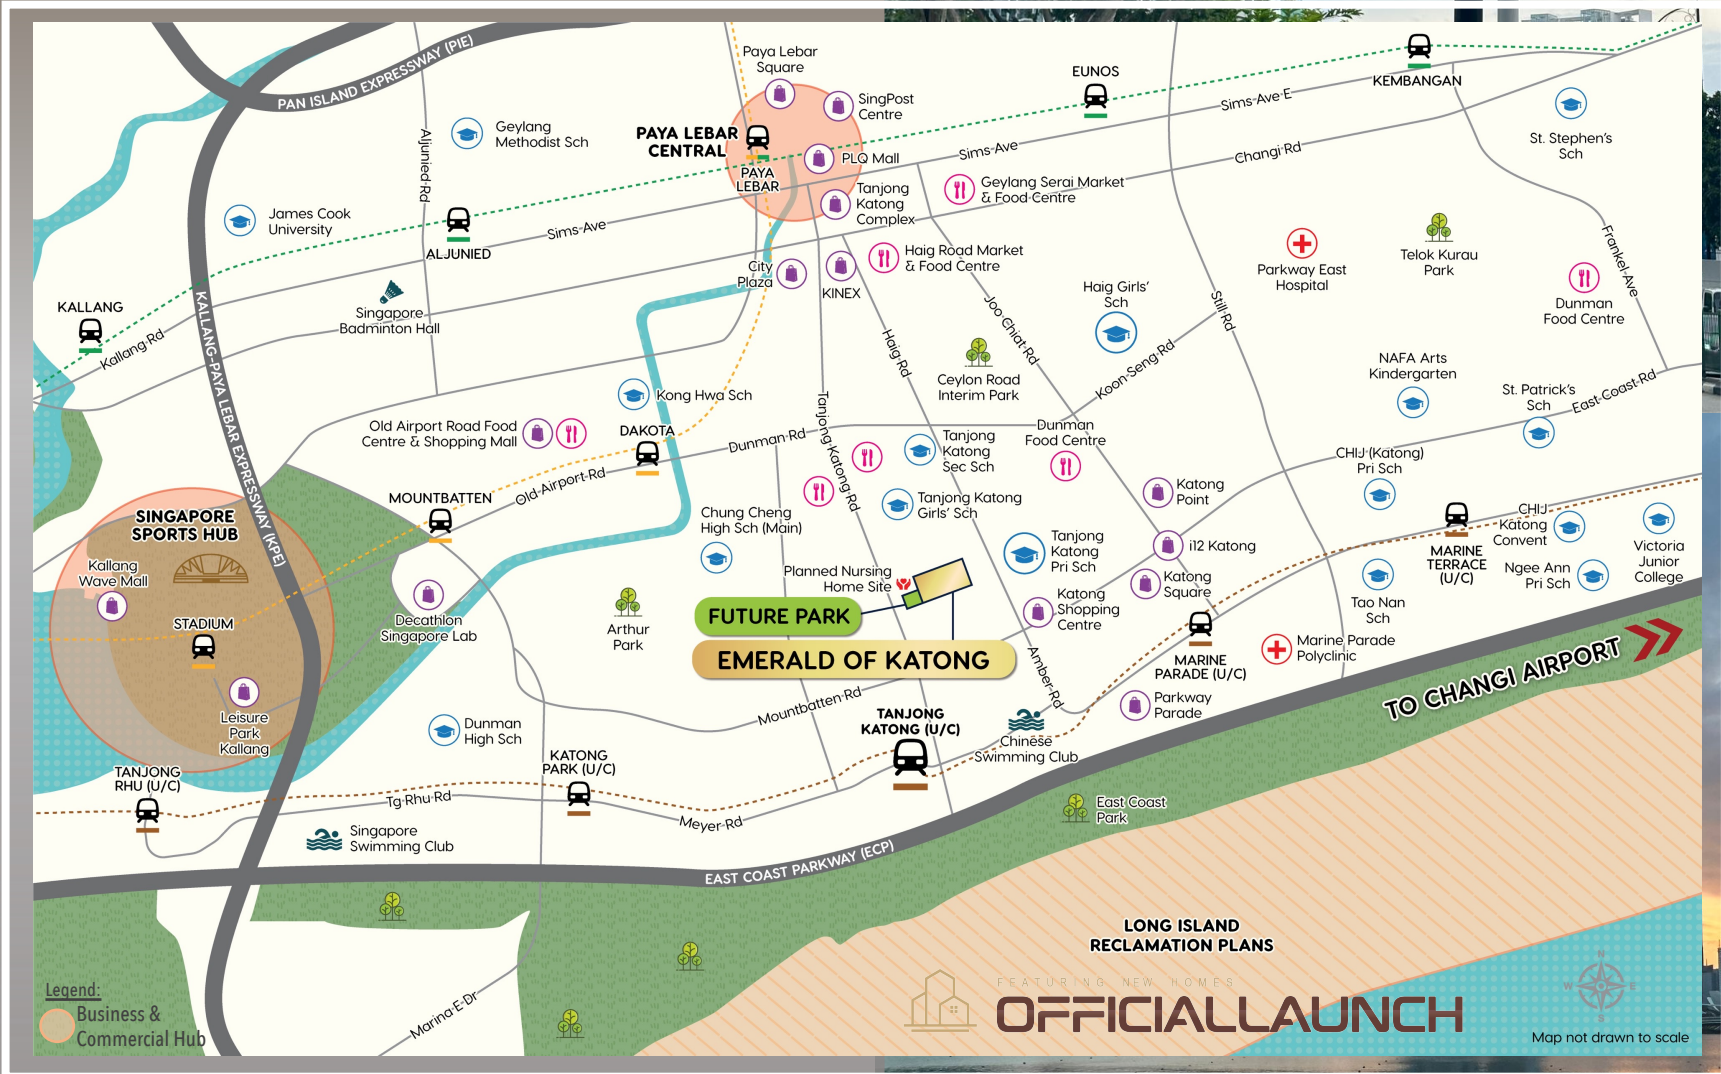 PAN ISLAND EXPRESSWAY (PIE)
Paya Lebar
Square
SingPost
Centre
PAYA LEBAR
CENTRAL
PAYA
LEBAR
PLQ Mall
Tanjong
Katong
Complex
EUNOS
KEMBANGAN
Sims Ave E
Sims Ave
Changi Rd
St. Stephen's
Sch
Geylang
Methodist Sch
Aljunied Rd
James Cook
University
ALJUNIED
Sims Ave
Geylang Serai Market
& Food Centre
Haig Road Market
& Food Centre
City
Plaza
KINEX
Parkway East
Hospital
Telok Kurau
Park
Frankel Ave
Dunman
Food Centre
KALLANG
Kallang Rd
Singapore
Badminton Hall
KALLANG-PAYA LEBAR EXPRESSWAY (KPE)
Haig Girls'
Sch
Joo Chiat Rd
Still Rd
Haig Rd
Koon Seng Rd
Ceylon Road
Interim Park
NAFA Arts
Kindergarten
St. Patrick's
Sch
East Coast Rd
Kong Hwa Sch
Old Airport Road Food
Centre & Shopping Mall
DAKOTA
Dunman Rd
Tanjong Katong Rd
Tanjong
Katong
Sec Sch
Dunman
Food Centre
CHIJ (Katong)
Pri Sch
MOUNTBATTEN
Old Airport Rd
Tanjong Katong
Girls' Sch
Katong
Point
Chung Cheng
High Sch (Main)
SINGAPORE
SPORTS HUB
Kallang
Wave Mall
STADIUM
Leisure
Park
Kallang
Decathlon
Singapore Lab
Arthur
Park
Planned Nursing
Home Site
FUTURE PARK
EMERALD OF KATONG
Tanjong
Katong
Pri Sch
i12 Katong
Katong
Square
Katong
Shopping
Centre
MARINE
TERRACE
(U/C)
CHIJ
Katong
Convent
Ngee Ann
Pri Sch
Victoria
Junior
College
Tao Nan
Sch
MARINE
PARADE (U/C)
Marine Parade
Polyclinic
Parkway
Parade
TO CHANGI AIRPORT
Amber Rd
Mountbatten Rd
TANJONG
KATONG (U/C)
Chinese
Swimming Club
Dunman
High Sch
KATONG
PARK (U/C)
TANJONG
RHU (U/C)
Tg Rhu Rd
Meyer Rd
Singapore
Swimming Club
East Coast
Park
EAST COAST PARKWAY (ECP)
LONG ISLAND
RECLAMATION PLANS
Marina E Dr
Legend:
Business &
Commercial Hub
FEATURING NEW HOMES
OFFICIALLAUNCH
N
W
E
S
Map not drawn to scale